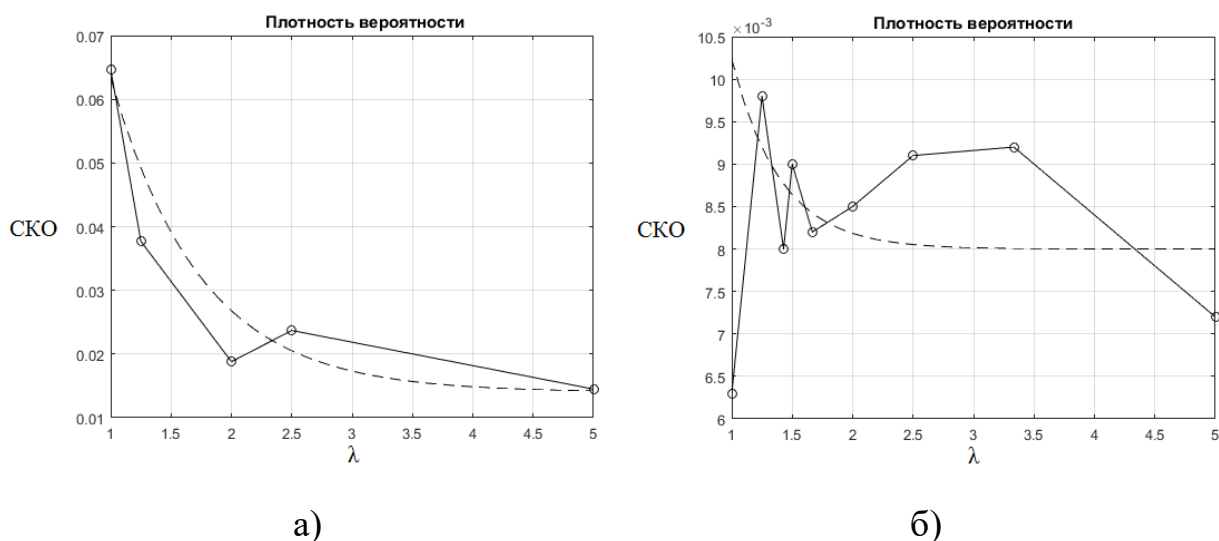 Плотность вероятности
0.07
0.06
0.05
0.04
0.03
0.02
0.01
СКО
1 1.5 2 2.5 3 3.5 4 4.5 5
λ
а)
×10⁻³ Плотность вероятности
10.5
10
9.5
9
8.5
8
7.5
7
6.5
6
СКО
1 1.5 2 2.5 3 3.5 4 4.5 5
λ
б)